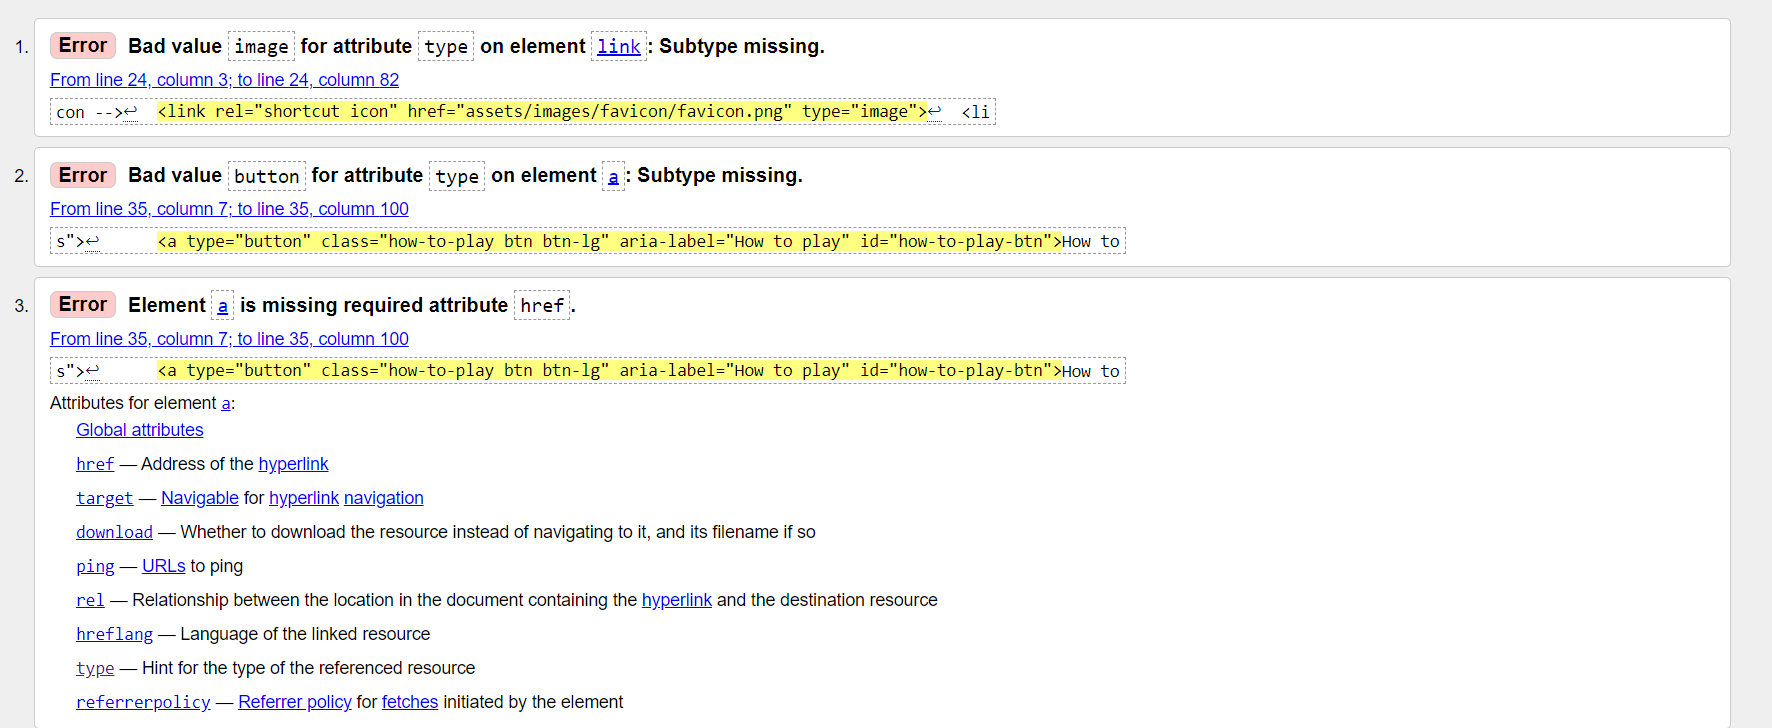 1. Error Bad value image for attribute type on element link: Subtype missing.
From line 24, column 3; to line 24, column 82
con -->↩  <link rel="shortcut icon" href="assets/images/favicon/favicon.png" type="image">↩  <li
2. Error Bad value button for attribute type on element a: Subtype missing.
From line 35, column 7; to line 35, column 100
s">↩      <a type="button" class="how-to-play btn btn-lg" aria-label="How to play" id="how-to-play-btn">How to
3. Error Element a is missing required attribute href.
From line 35, column 7; to line 35, column 100
s">↩      <a type="button" class="how-to-play btn btn-lg" aria-label="How to play" id="how-to-play-btn">How to
Attributes for element a:
Global attributes
href — Address of the hyperlink
target — Navigable for hyperlink navigation
download — Whether to download the resource instead of navigating to it, and its filename if so
ping — URLs to ping
rel — Relationship between the location in the document containing the hyperlink and the destination resource
hreflang — Language of the linked resource
type — Hint for the type of the referenced resource
referrerpolicy — Referrer policy for fetches initiated by the element